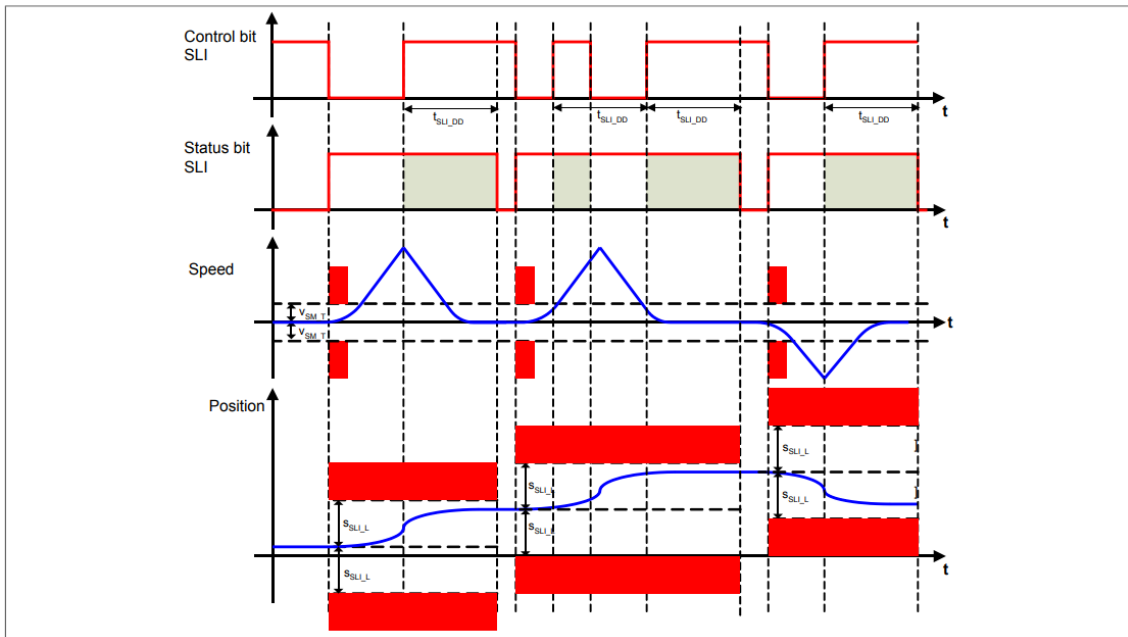 Control bit
SLI
t
tSLI_DD
tSLI_DD
tSLI_DD
tSLI_DD
Status bit
SLI
t
Speed
vSM_T
vSM_T
t
Position
sSLI_L
sSLI_L
sSLI_L
sSLI_L
sSLI_L
sSLI_L
t